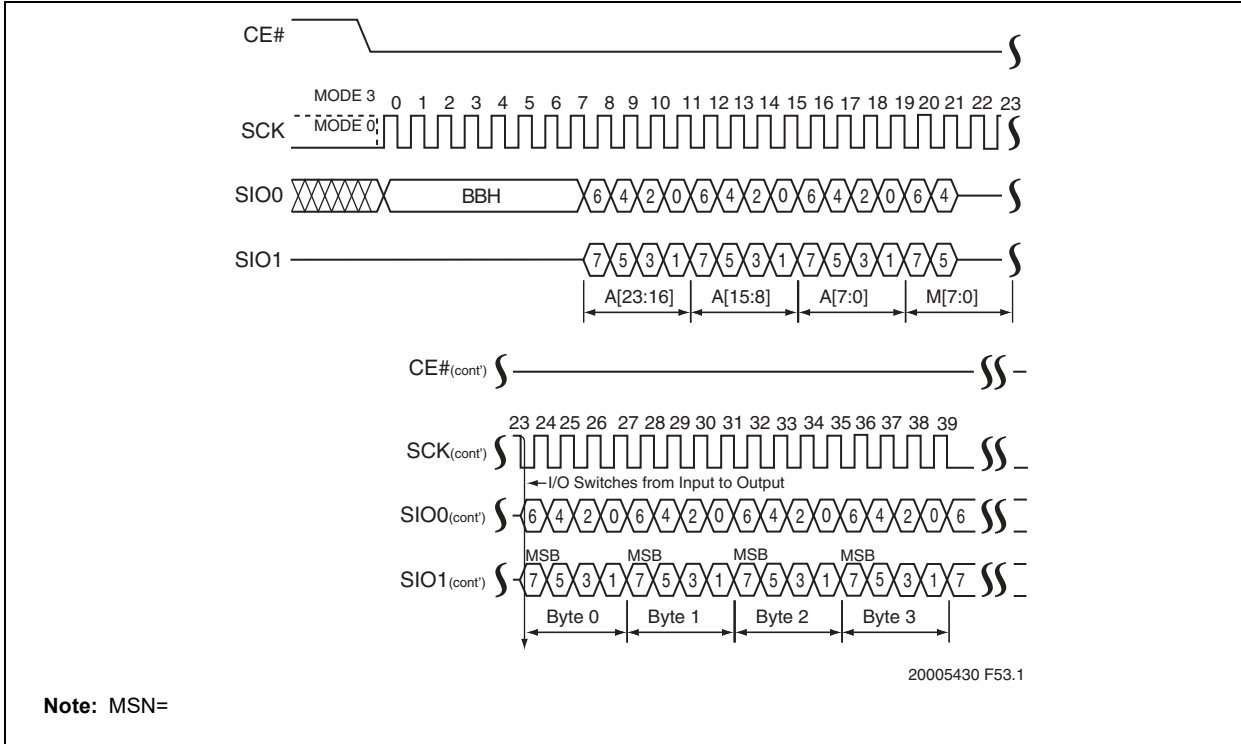 CE#
MODE 3
0 1 2 3 4 5 6 7 8 9 10 11 12 13 14 15 16 17 18 19 20 21 22 23
SCK
MODE 0
SIO0 BBH 6 4 2 0 6 4 2 0 6 4 2 0 6 4
SIO1 7 5 3 1 7 5 3 1 7 5 3 1 7 5
A[23:16] A[15:8] A[7:0] M[7:0]
CE#(cont')
23 24 25 26 27 28 29 30 31 32 33 34 35 36 37 38 39
SCK(cont')
I/O Switches from Input to Output
SIO0(cont') 6 4 2 0 6 4 2 0 6 4 2 0 6 4 2 0 6
MSB MSB MSB MSB
SIO1(cont') 7 5 3 1 7 5 3 1 7 5 3 1 7 5 3 1 7
Byte 0 Byte 1 Byte 2 Byte 3
20005430 F53.1
Note: MSN=